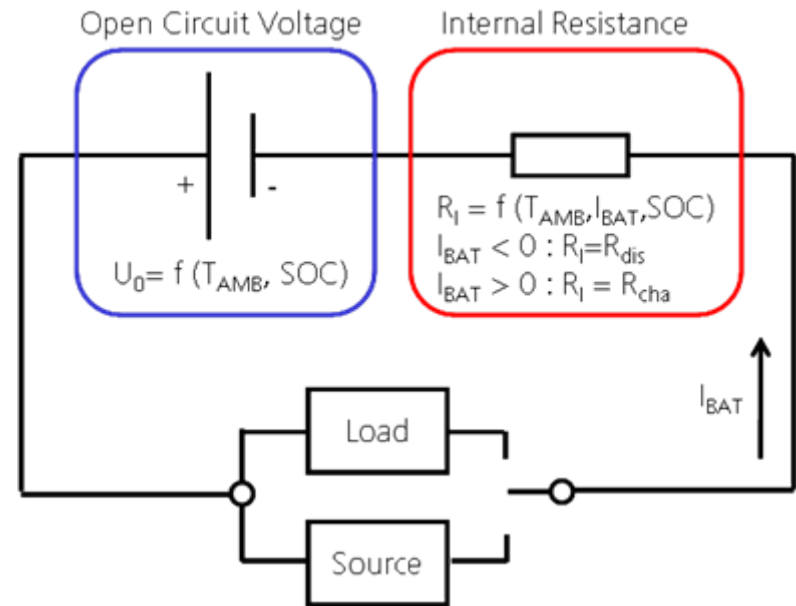 Open Circuit Voltage
Internal Resistance
+
-
U₀= f (T_AMB, SOC)
R_I = f (T_AMB,I_BAT,SOC)
I_BAT < 0 : R_I=R_dis
I_BAT > 0 : R_I = R_cha
I_BAT
Load
Source